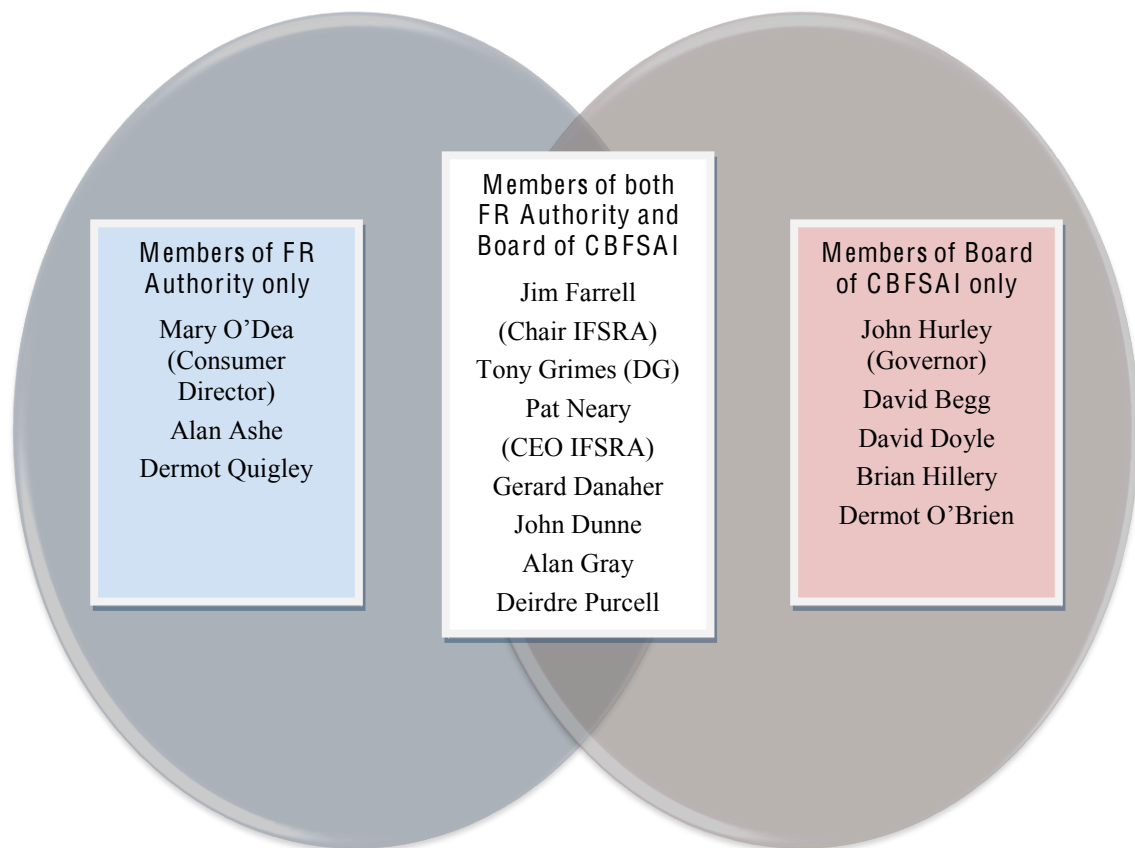 Members of FR
Authority only
Mary O’Dea
(Consumer
Director)
Alan Ashe
Dermot Quigley
Members of both
FR Authority and
Board of CBFSAI
Jim Farrell
(Chair IFSRA)
Tony Grimes (DG)
Pat Neary
(CEO IFSRA)
Gerard Danaher
John Dunne
Alan Gray
Deirdre Purcell
Members of Board
of CBFSAI only
John Hurley
(Governor)
David Begg
David Doyle
Brian Hillery
Dermot O’Brien